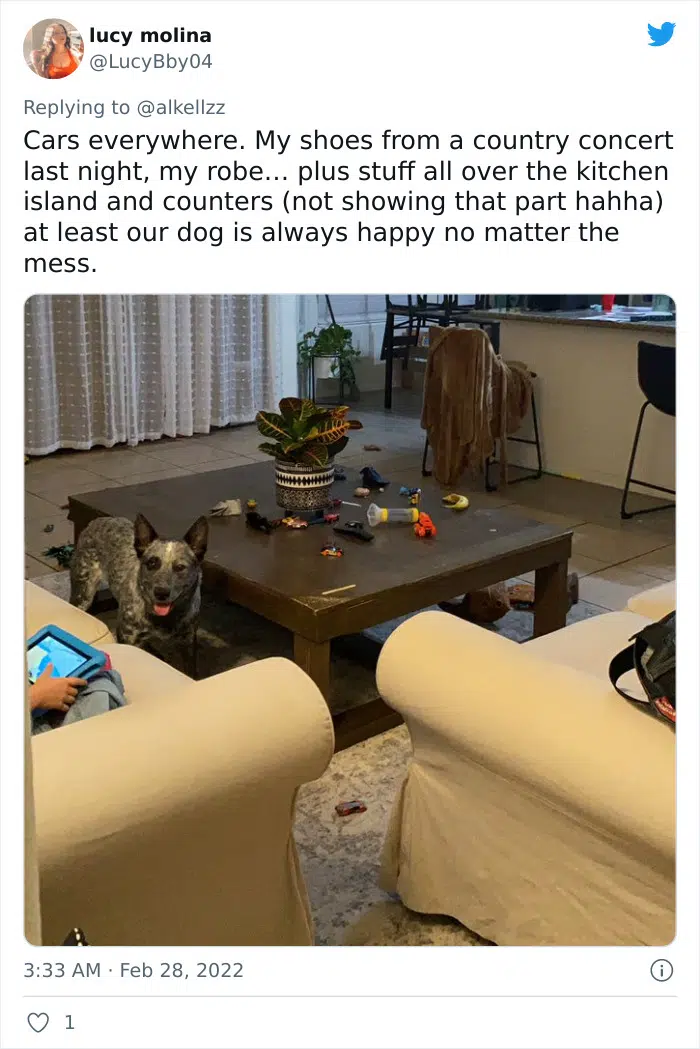 lucy molina
@LucyBby04
Replying to @alkellzz
Cars everywhere. My shoes from a country concert
last night, my robe... plus stuff all over the kitchen
island and counters (not showing that part hahha)
at least our dog is always happy no matter the
mess.
3:33 AM · Feb 28, 2022
1